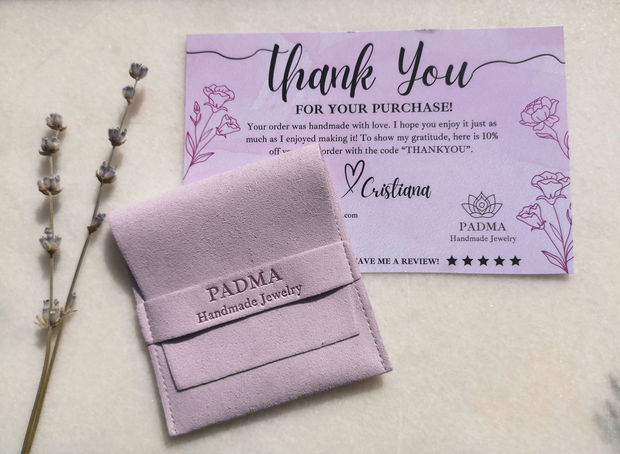 Thank You
FOR YOUR PURCHASE!
Your order was handmade with love. I hope you enjoy it just as
much as I enjoyed making it! To show my gratitude, here is 10%
off order with the code “THANKYOU”.
Cristiana
.com
PADMA
Handmade Jewelry
ME A REVIEW!
PADMA
Handmade Jewelry